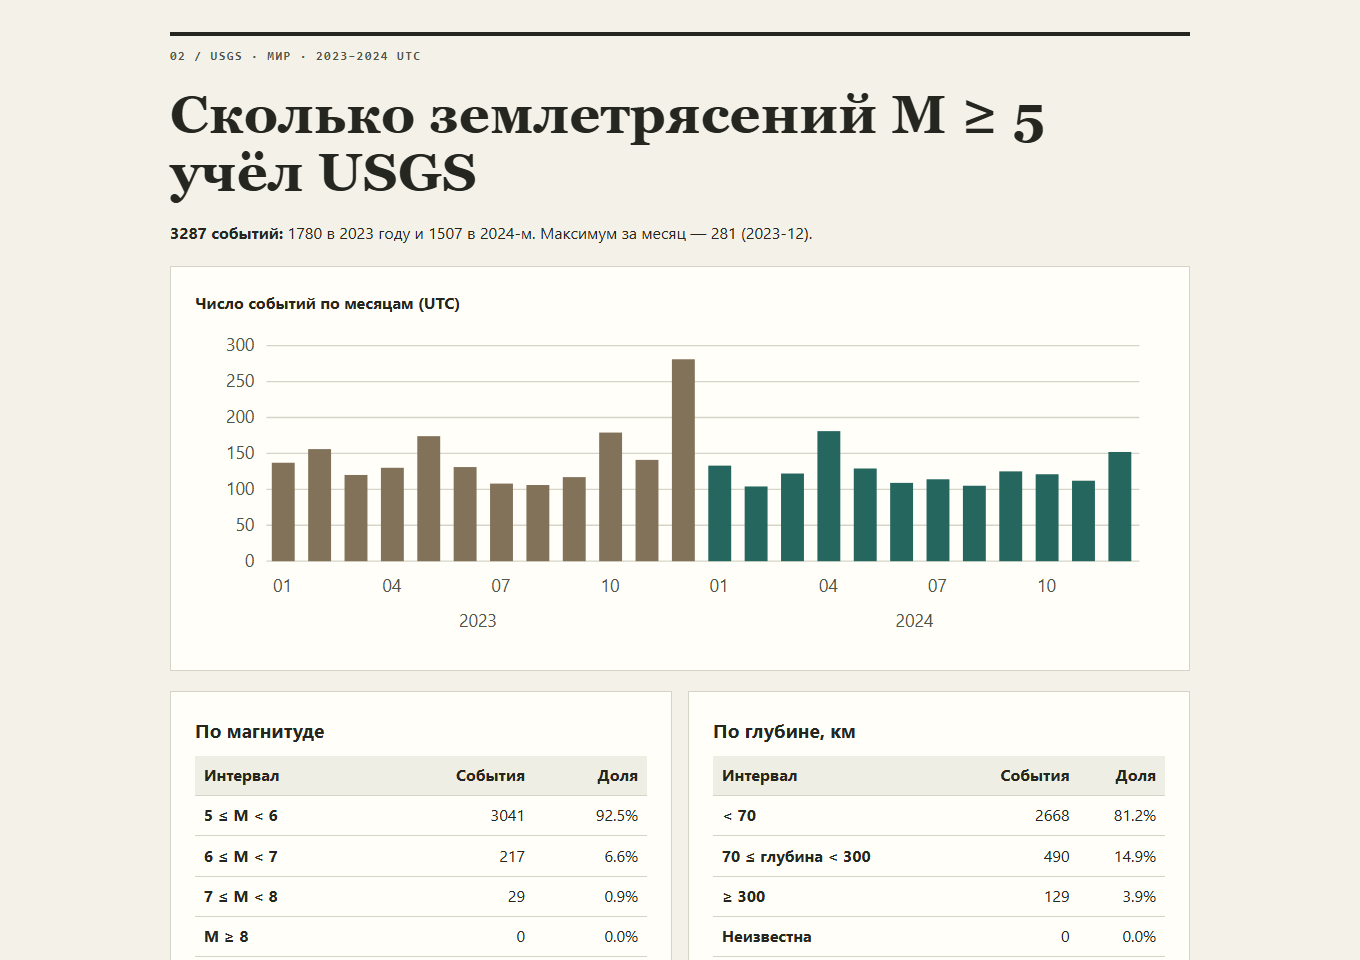 02 / USGS · МИР · 2023–2024 UTC
Сколько землетрясений M ≥ 5
учёл USGS
3287 событий: 1780 в 2023 году и 1507 в 2024-м. Максимум за месяц — 281 (2023-12).
Число событий по месяцам (UTC)
300
250
200
150
100
50
0
01 04 07 10 01 04 07 10
2023 2024
По магнитуде
Интервал События Доля
5 ≤ M < 6 3041 92.5%
6 ≤ M < 7 217 6.6%
7 ≤ M < 8 29 0.9%
M ≥ 8 0 0.0%
По глубине, км
Интервал События Доля
< 70 2668 81.2%
70 ≤ глубина < 300 490 14.9%
≥ 300 129 3.9%
Неизвестна 0 0.0%